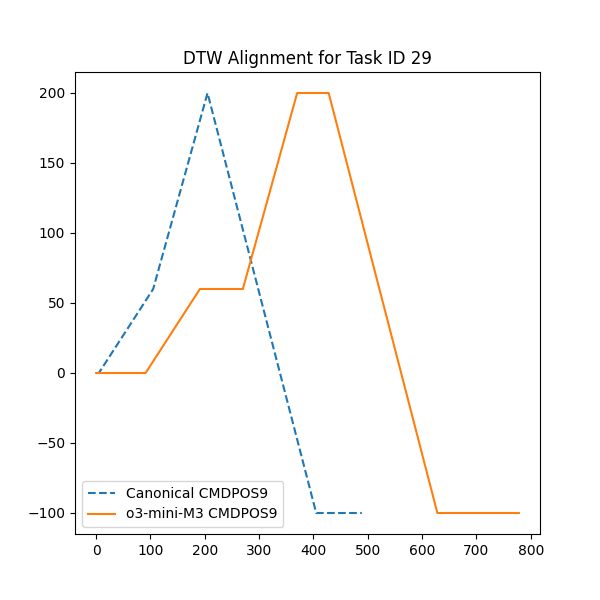 DTW Alignment for Task ID 29
200
150
100
50
0
−50
−100
Canonical CMDPOS9
o3-mini-M3 CMDPOS9
0 100 200 300 400 500 600 700 800